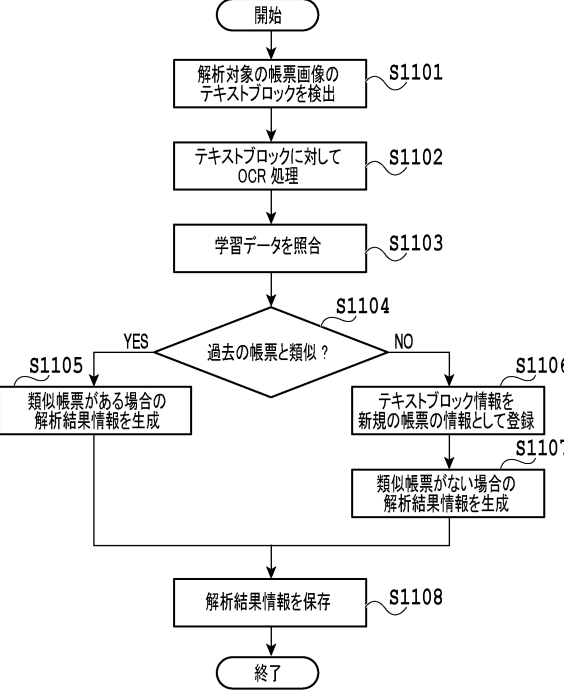 開始
解析対象の帳票画像の
テキストブロックを検出
S1101
テキストブロックに対して
OCR 処理
S1102
学習データを照合
S1103
S1104
過去の帳票と類似?
YES
NO
S1105
類似帳票がある場合の
解析結果情報を生成
S1106
テキストブロック情報を
新規の帳票の情報として登録
S1107
類似帳票がない場合の
解析結果情報を生成
解析結果情報を保存
S1108
終了